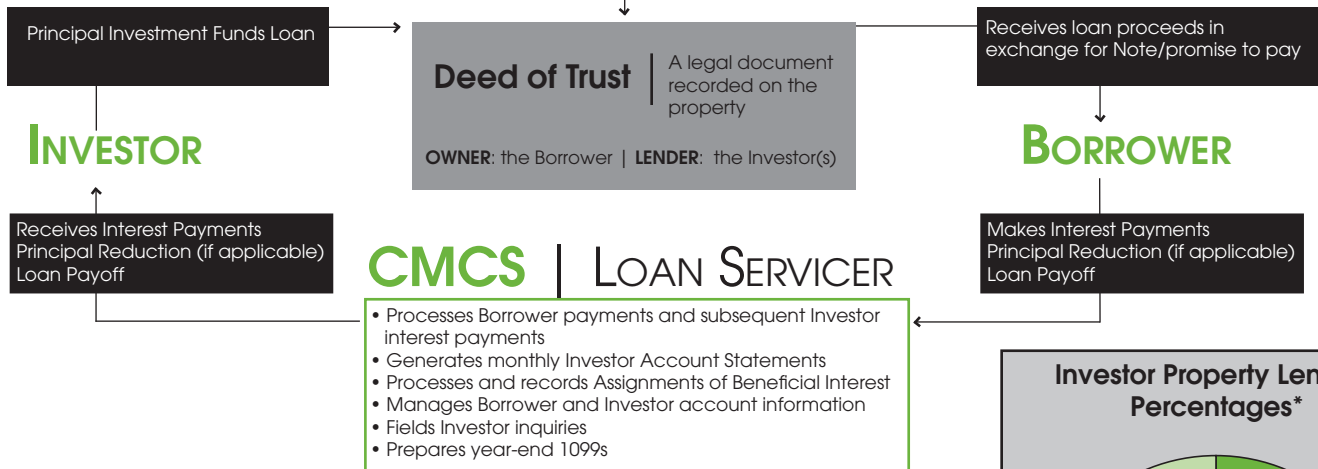 Principal Investment Funds Loan
Deed of Trust
A legal document
recorded on the
property
OWNER: the Borrower | LENDER: the Investor(s)
Receives loan proceeds in
exchange for Note/promise to pay
INVESTOR
BORROWER
Receives Interest Payments
Principal Reduction (if applicable)
Loan Payoff
Makes Interest Payments
Principal Reduction (if applicable)
Loan Payoff
CMCS | LOAN SERVICER
• Processes Borrower payments and subsequent Investor
interest payments
• Generates monthly Investor Account Statements
• Processes and records Assignments of Beneficial Interest
• Manages Borrower and Investor account information
• Fields Investor inquiries
• Prepares year-end 1099s
Investor Property Len
Percentages*